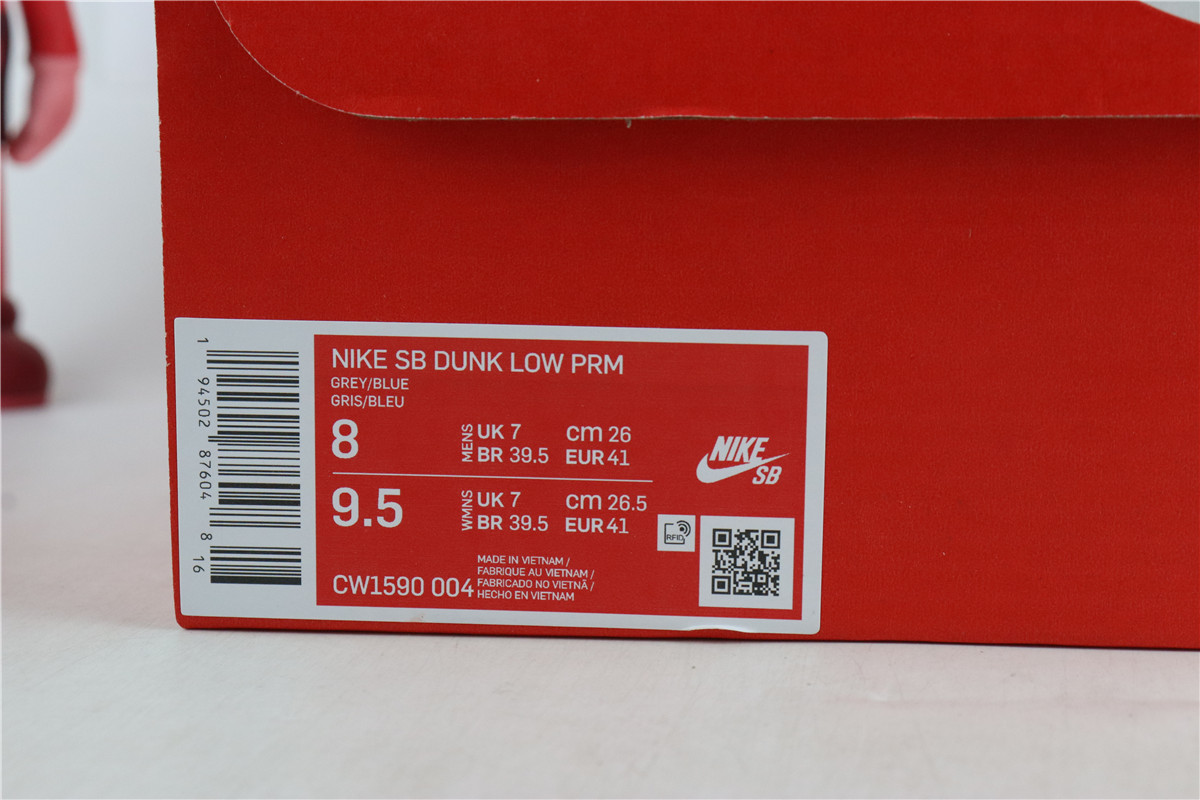 1 94502 87604 8 16
NIKE SB DUNK LOW PRM
GREY/BLUE
GRIS/BLEU
8
MENS
UK 7 cm 26
BR 39.5 EUR 41
9.5
WMNS
UK 7 cm 26.5
BR 39.5 EUR 41
NIKE
SB
RFID
CW1590 004
MADE IN VIETNAM /
FABRIQUE AU VIETNAM /
FABRICADO NO VIETNÃ /
HECHO EN VIETNAM